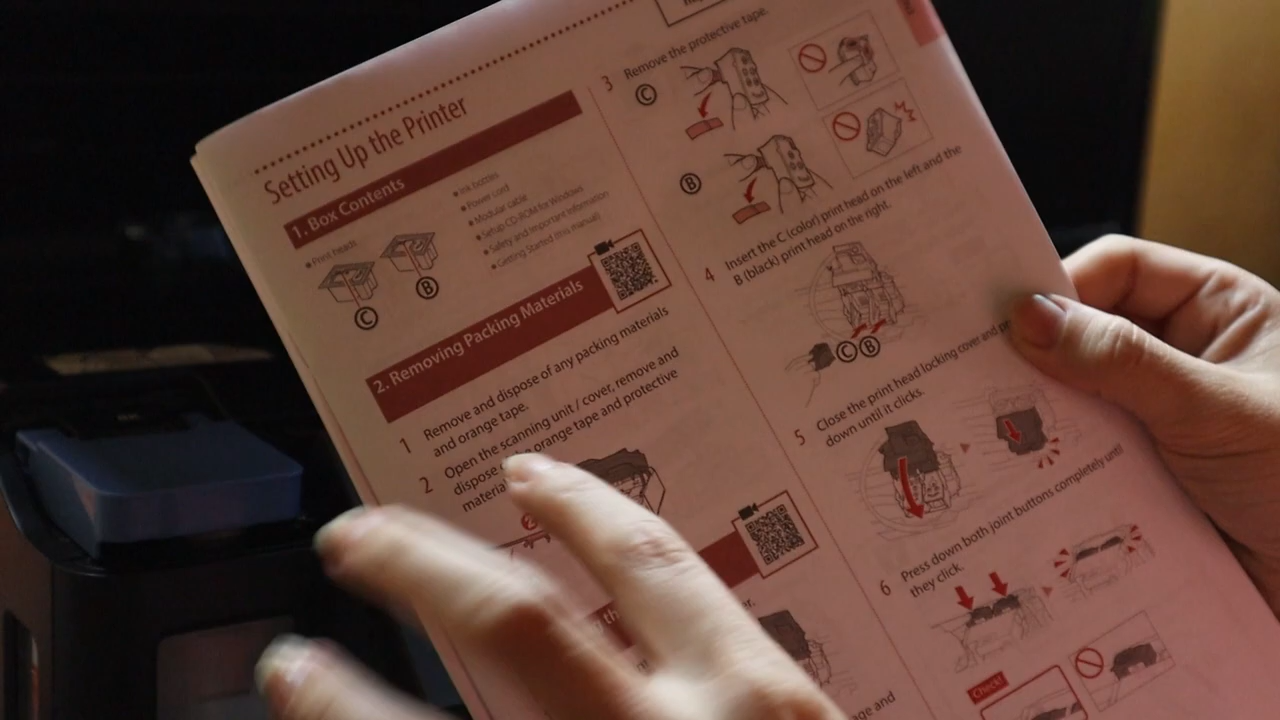 Setting Up the Printer
1. Box Contents
● Print heads
C
B
● Ink bottles
● Power cord
● Modular cable
● Setup CD-ROM for Windows
● Safety and Important Information
● Getting Started (this manual)
2. Removing Packing Materials
1 Remove and dispose of any packing materials
and orange tape.
2 Open the scanning unit / cover, remove and
dispose orange tape and protective
material
2
3 Remove the protective tape.
C
B
4 Insert the C (color) print head on the left and the
B (black) print head on the right.
C B
5 Close the print head locking cover and
down until it clicks.
6 Press down both joint buttons completely until
they click.
Check!